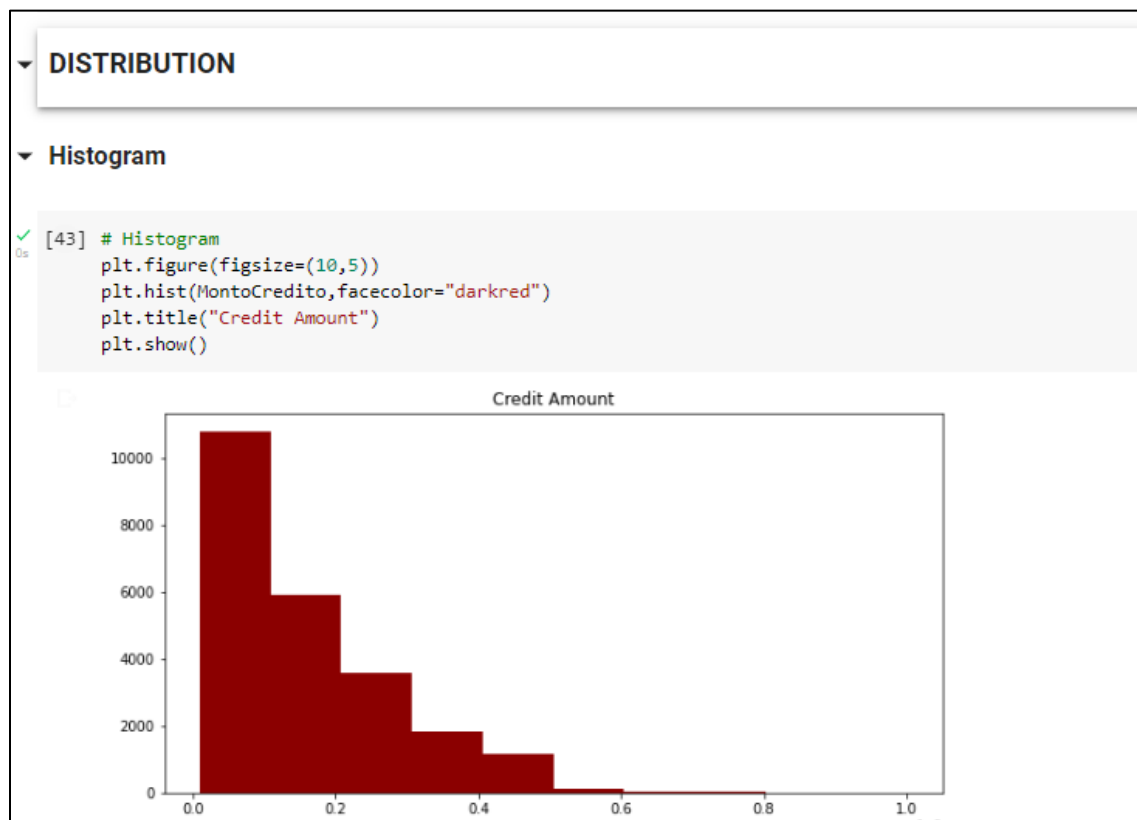 DISTRIBUTION
Histogram
[43] # Histogram
0s
plt.figure(figsize=(10,5))
plt.hist(MontoCredito,facecolor="darkred")
plt.title("Credit Amount")
plt.show()
Credit Amount
10000
8000
6000
4000
2000
0
0.0 0.2 0.4 0.6 0.8 1.0